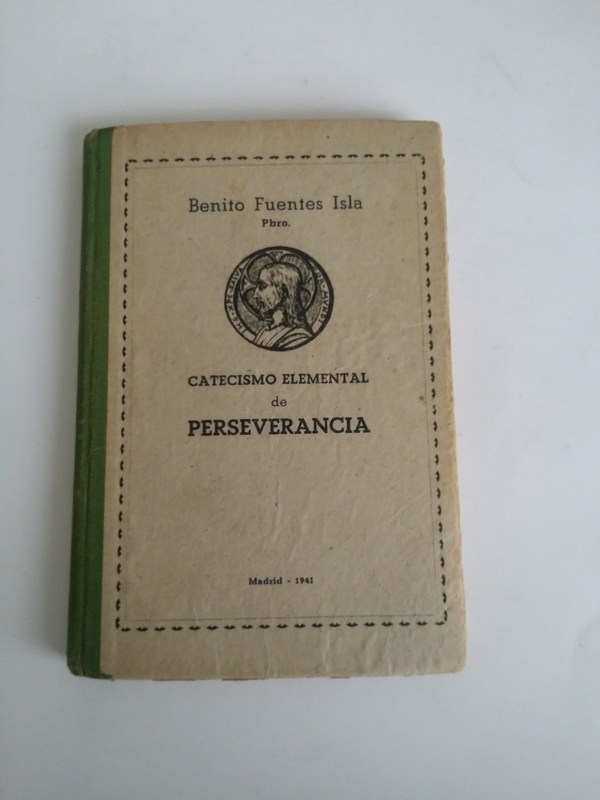 Benito Fuentes Isla
Pbro.
CATECISMO ELEMENTAL
de
PERSEVERANCIA
Madrid - 1941